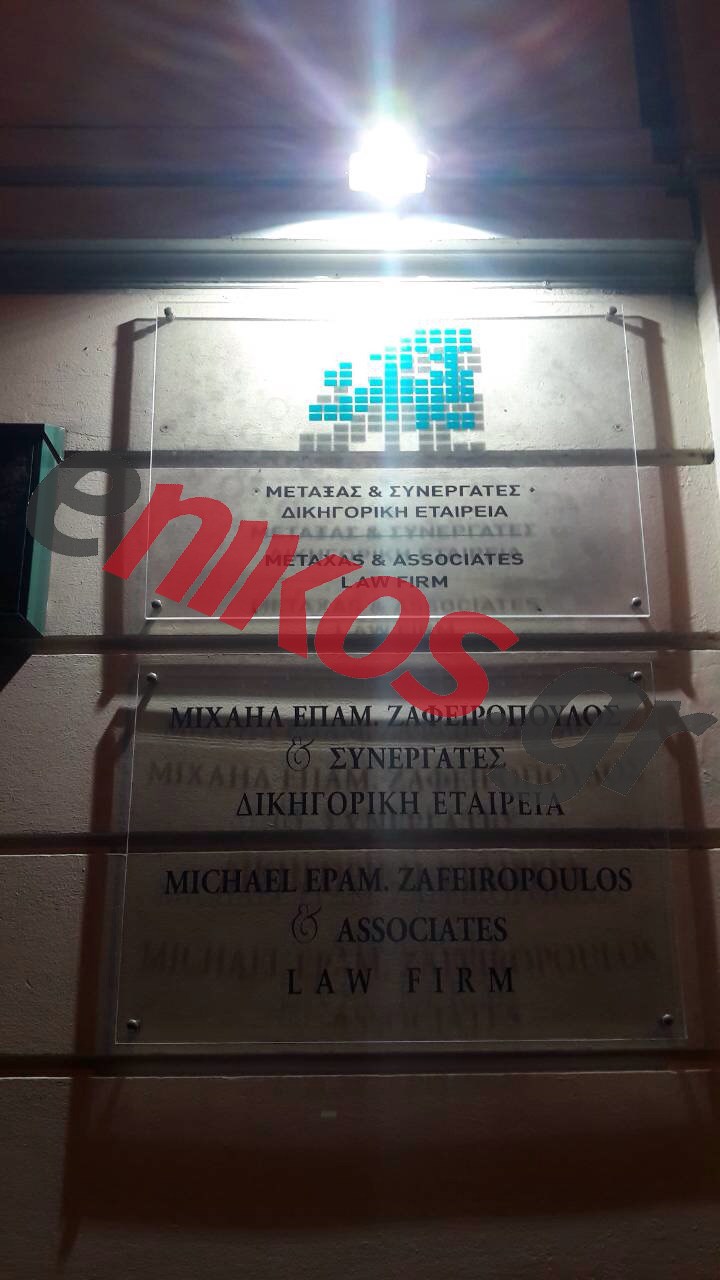 · ΜΕΤΑΞΑΣ & ΣΥΝΕΡΓΑΤΕΣ ·
ΔΙΚΗΓΟΡΙΚΗ ΕΤΑΙΡΕΙΑ
METAXAS & ASSOCIATES
LAW FIRM
enikos.gr
ΜΙΧΑΗΛ ΕΠΑΜ. ΖΑΦΕΙΡΟΠΟΥΛΟΣ
& ΣΥΝΕΡΓΑΤΕΣ
ΔΙΚΗΓΟΡΙΚΗ ΕΤΑΙΡΕΙΑ
MICHAEL EPAM. ZAFEIROPOULOS
& ASSOCIATES
LAW FIRM